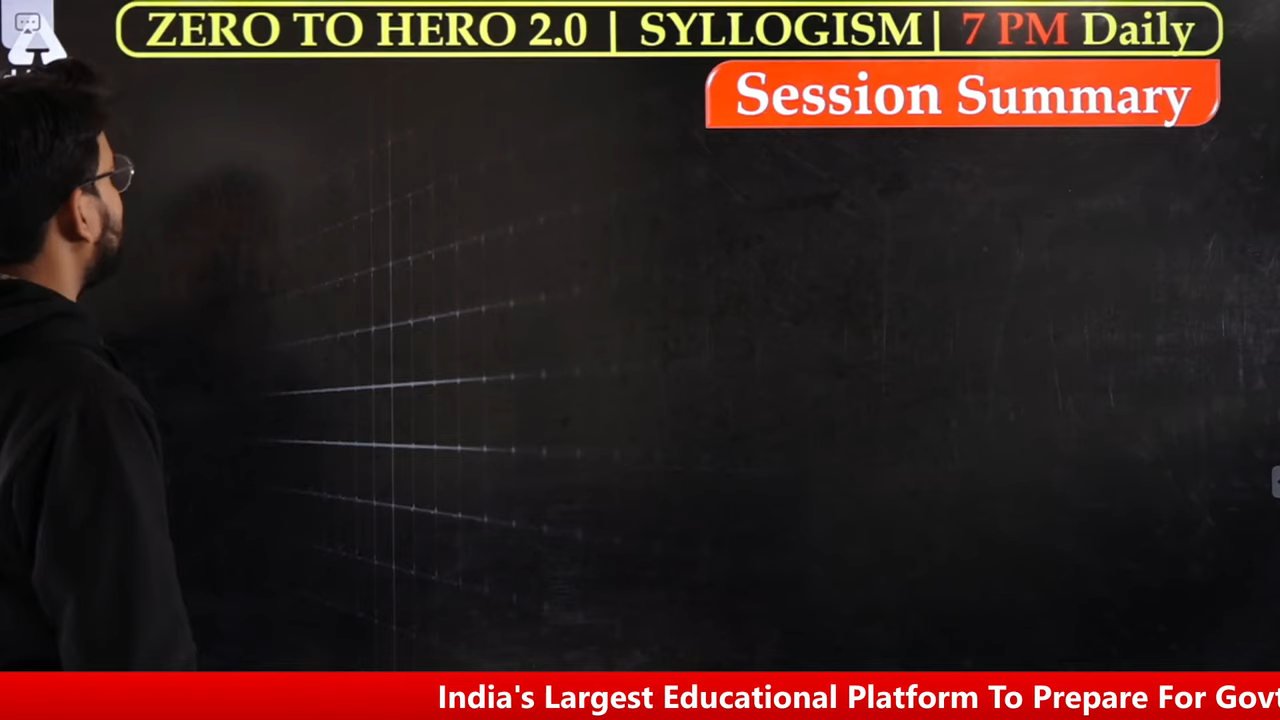 ZERO TO HERO 2.0 | SYLLOGISM | 7 PM Daily
Session Summary
India's Largest Educational Platform To Prepare For Govt